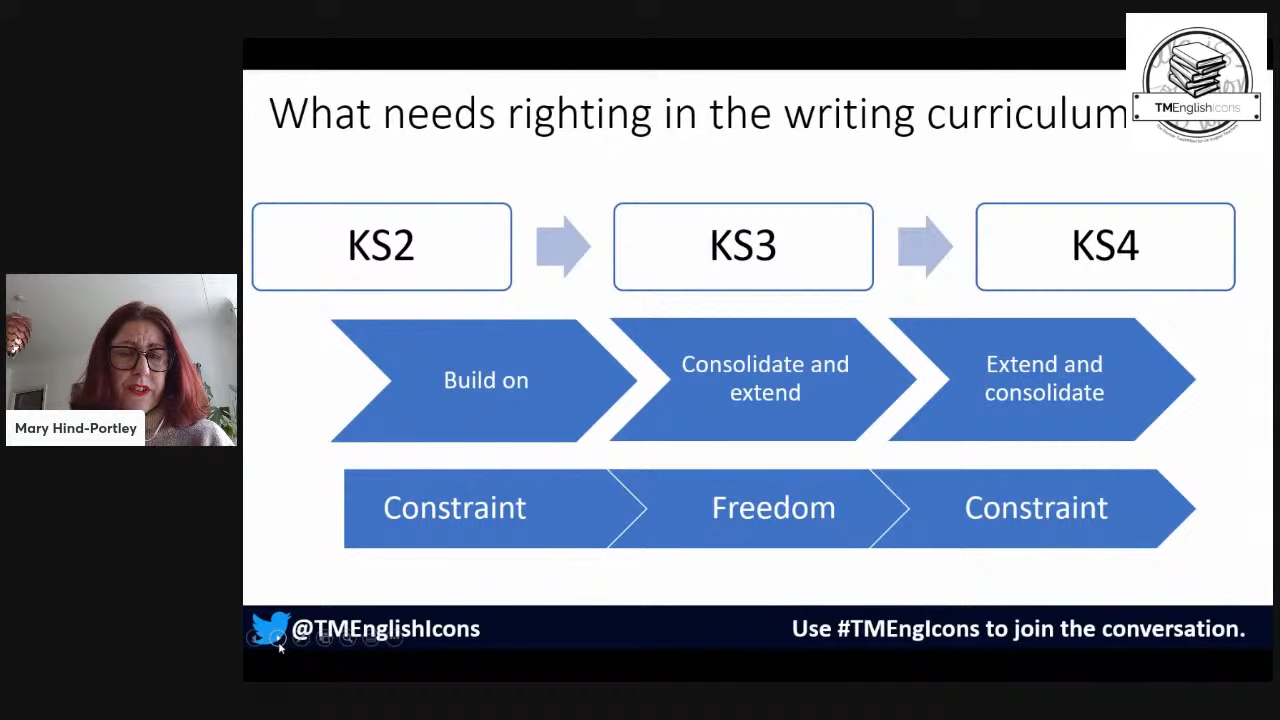 What needs righting in the writing curriculum
TMEnglishIcons
KS2
KS3
KS4
Build on
Consolidate and
extend
Extend and
consolidate
Constraint
Freedom
Constraint
Mary Hind-Portley
@TMEnglishIcons
Use #TMEngIcons to join the conversation.